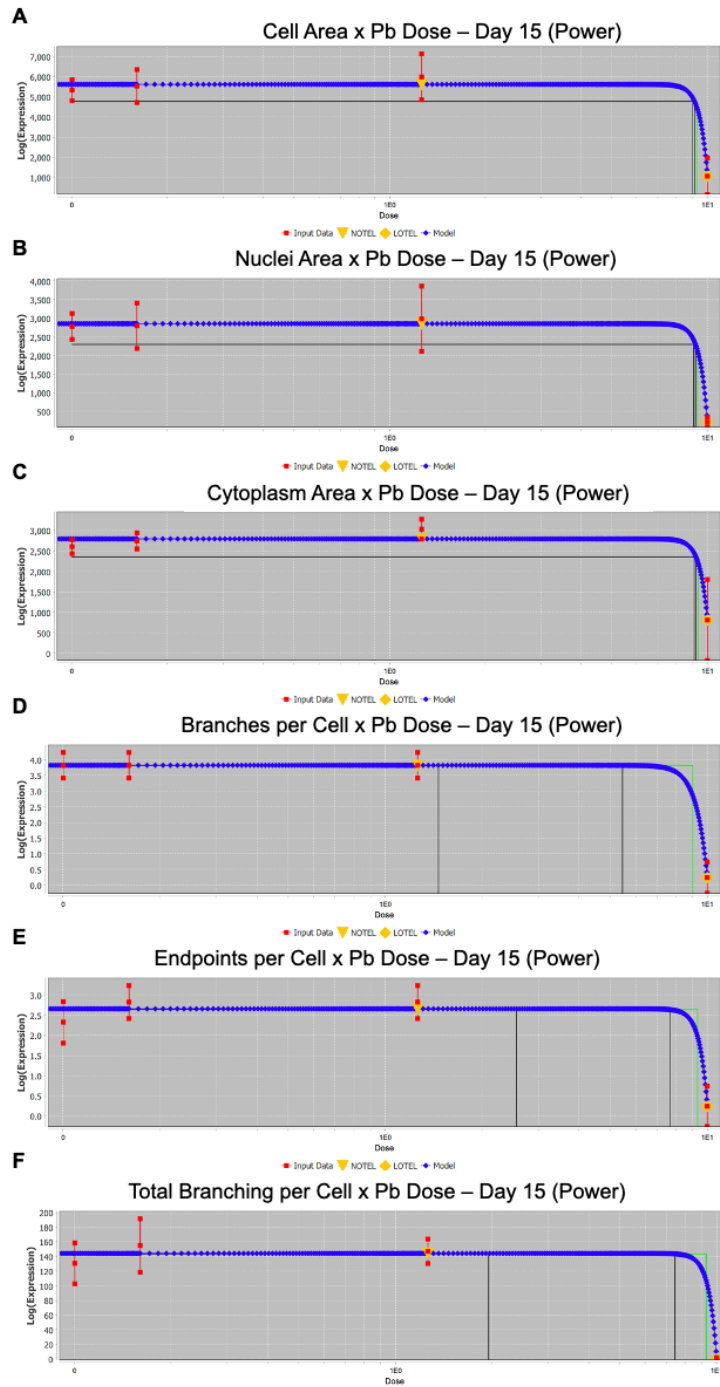 A
Cell Area x Pb Dose – Day 15 (Power)
Log(Expression)
7,000
6,000
5,000
4,000
3,000
2,000
1,000
0
1E0
1E1
Dose
Input Data NOTEL LOTEL Model
B
Nuclei Area x Pb Dose – Day 15 (Power)
Log(Expression)
4,000
3,500
3,000
2,500
2,000
1,500
1,000
500
0
1E0
1E1
Dose
Input Data NOTEL LOTEL Model
C
Cytoplasm Area x Pb Dose – Day 15 (Power)
Log(Expression)
3,000
2,500
2,000
1,500
1,000
500
0
0
1E0
1E1
Dose
Input Data NOTEL LOTEL Model
D
Branches per Cell x Pb Dose – Day 15 (Power)
Log(Expression)
4.0
3.5
3.0
2.5
2.0
1.5
1.0
0.5
0.0
0
1E0
1E1
Dose
Input Data NOTEL LOTEL Model
E
Endpoints per Cell x Pb Dose – Day 15 (Power)
Log(Expression)
3.0
2.5
2.0
1.5
1.0
0.5
0.0
0
1E0
1E1
Dose
Input Data NOTEL LOTEL Model
F
Total Branching per Cell x Pb Dose – Day 15 (Power)
Log(Expression)
200
180
160
140
120
100
80
60
40
20
0
0
1E0
1E1
Dose